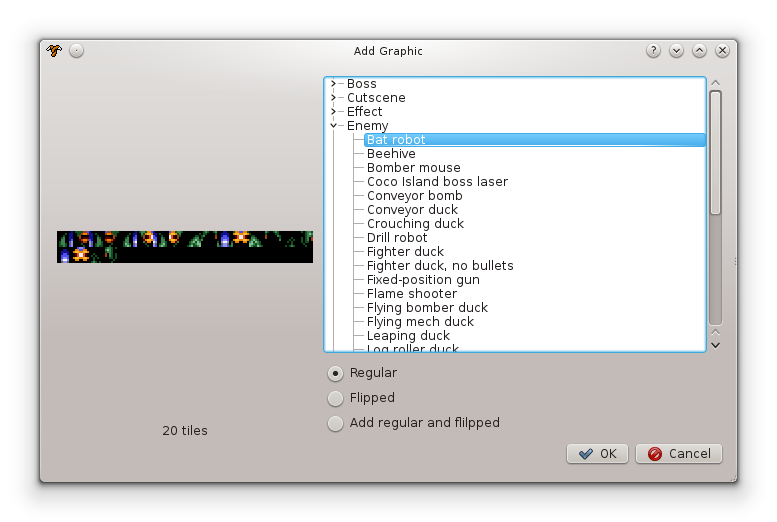 Add Graphic
Boss
Cutscene
Effect
Enemy
Bat robot
Beehive
Bomber mouse
Coco Island boss laser
Conveyor bomb
Conveyor duck
Crouching duck
Drill robot
Fighter duck
Fighter duck, no bullets
Fixed-position gun
Flame shooter
Flying bomber duck
Flying mech duck
Leaping duck
Log roller duck
Regular
Flipped
Add regular and flilpped
20 tiles
OK
Cancel